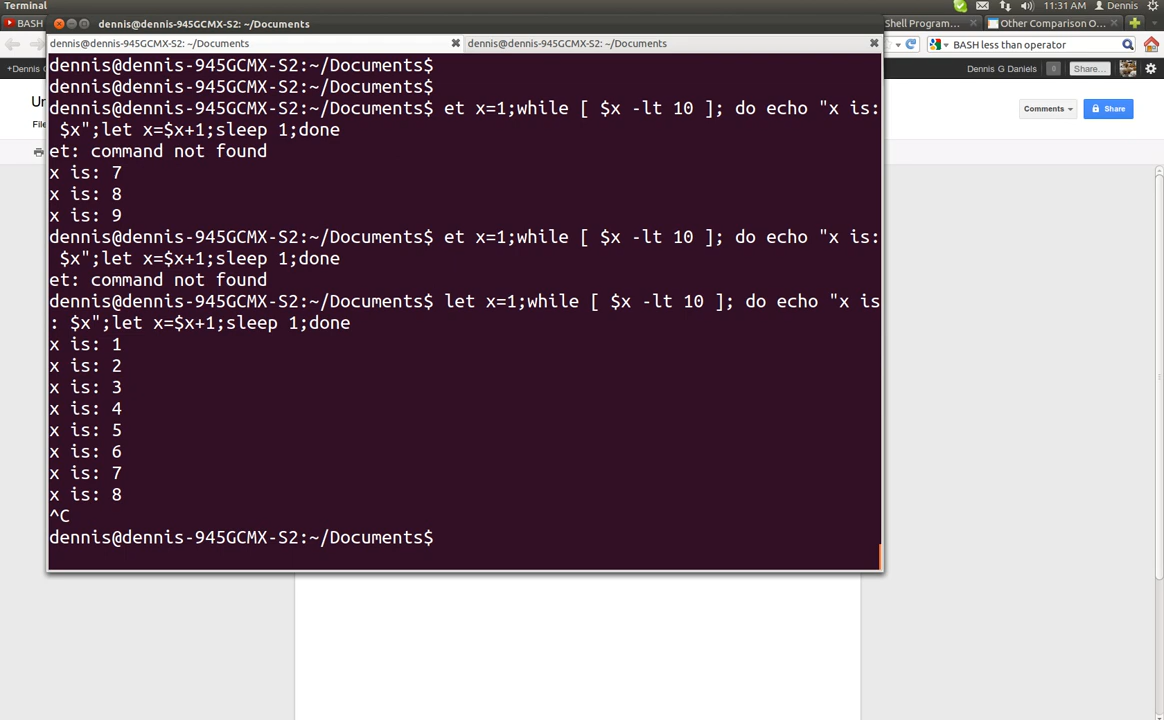 Terminal
11:31 AM
Dennis
BASH
dennis@dennis-945GCMX-S2: ~/Documents
Shell Program...
Other Comparison O...
dennis@dennis-945GCMX-S2: ~/Documents
dennis@dennis-945GCMX-S2: ~/Documents
BASH less than operator
+Dennis
Dennis G Daniels
0
Share...
Un
File
Comments
Share
dennis@dennis-945GCMX-S2:~/Documents$
dennis@dennis-945GCMX-S2:~/Documents$
dennis@dennis-945GCMX-S2:~/Documents$ et x=1;while [ $x -lt 10 ]; do echo "x is:
$x";let x=$x+1;sleep 1;done
et: command not found
x is: 7
x is: 8
x is: 9
dennis@dennis-945GCMX-S2:~/Documents$ et x=1;while [ $x -lt 10 ]; do echo "x is:
$x";let x=$x+1;sleep 1;done
et: command not found
dennis@dennis-945GCMX-S2:~/Documents$ let x=1;while [ $x -lt 10 ]; do echo "x is
: $x";let x=$x+1;sleep 1;done
x is: 1
x is: 2
x is: 3
x is: 4
x is: 5
x is: 6
x is: 7
x is: 8
^C
dennis@dennis-945GCMX-S2:~/Documents$